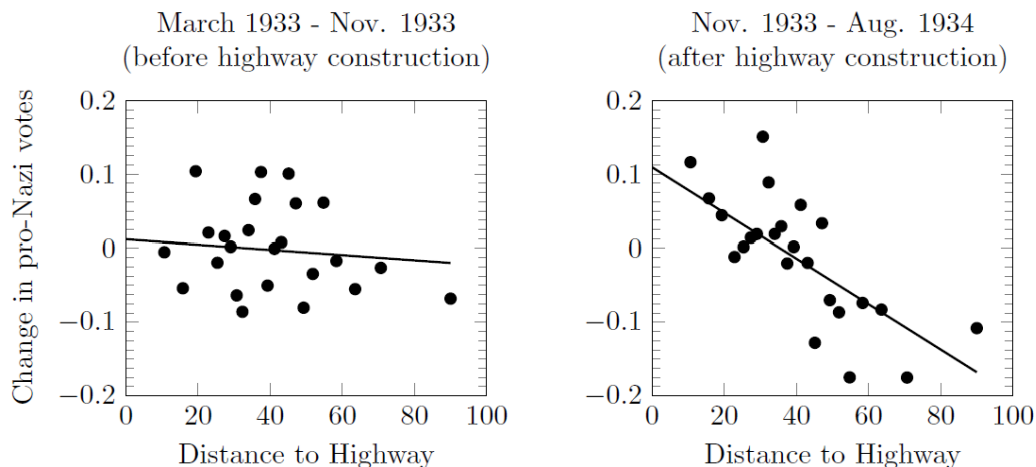 March 1933 - Nov. 1933
(before highway construction)
Change in pro-Nazi votes
0.2
0.1
0
−0.1
−0.2
0 20 40 60 80 100
Distance to Highway
Nov. 1933 - Aug. 1934
(after highway construction)
0.2
0.1
0
−0.1
−0.2
0 20 40 60 80 100
Distance to Highway